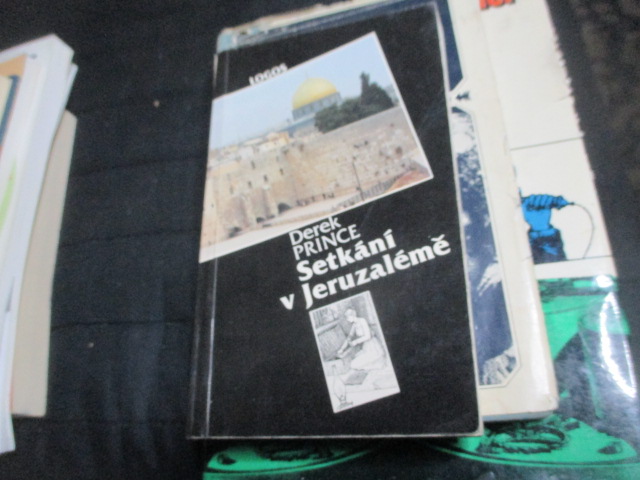 LOGOS
Derek
PRINCE
Setkání
v Jeruzalémě